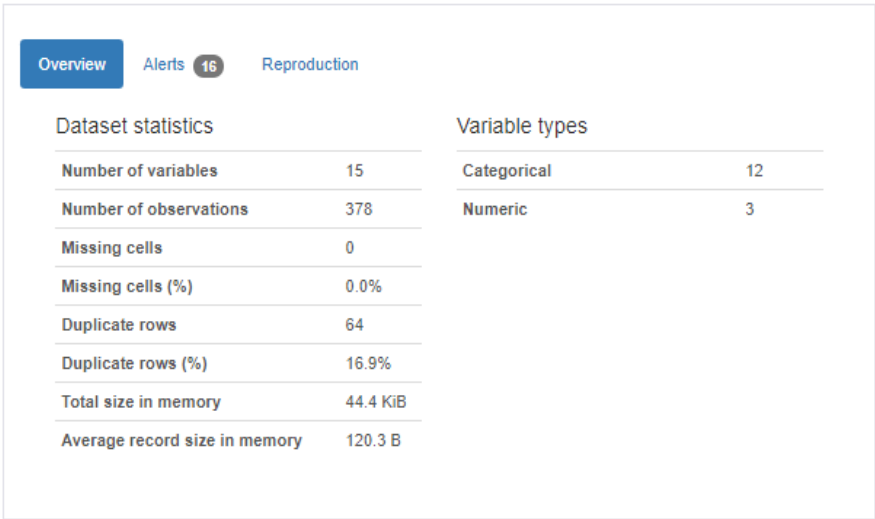 Overview Alerts 16 Reproduction
Dataset statistics
Number of variables 15
Number of observations 378
Missing cells 0
Missing cells (%) 0.0%
Duplicate rows 64
Duplicate rows (%) 16.9%
Total size in memory 44.4 KiB
Average record size in memory 120.3 B
Variable types
Categorical 12
Numeric 3